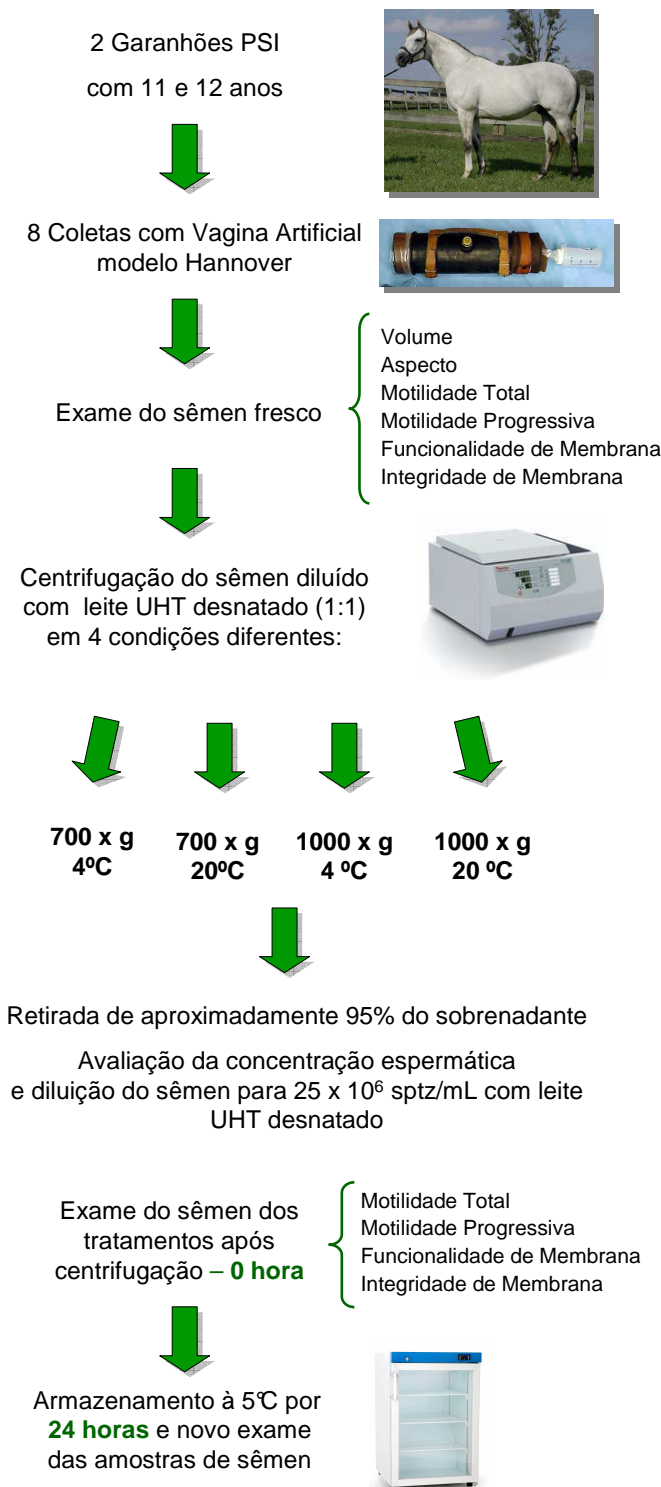 2 Garanhões PSI
com 11 e 12 anos
8 Coletas com Vagina Artificial
modelo Hannover
Exame do sêmen fresco
Volume
Aspecto
Motilidade Total
Motilidade Progressiva
Funcionalidade de Membrana
Integridade de Membrana
Centrifugação do sêmen diluído
com leite UHT desnatado (1:1)
em 4 condições diferentes:
700 x g
4ºC
700 x g
20ºC
1000 x g
4 ºC
1000 x g
20 ºC
Retirada de aproximadamente 95% do sobrenadante
Avaliação da concentração espermática
e diluição do sêmen para 25 x 10⁶ sptz/mL com leite
UHT desnatado
Exame do sêmen dos
tratamentos após
centrifugação – 0 hora
Motilidade Total
Motilidade Progressiva
Funcionalidade de Membrana
Integridade de Membrana
Armazenamento à 5ºC por
24 horas e novo exame
das amostras de sêmen